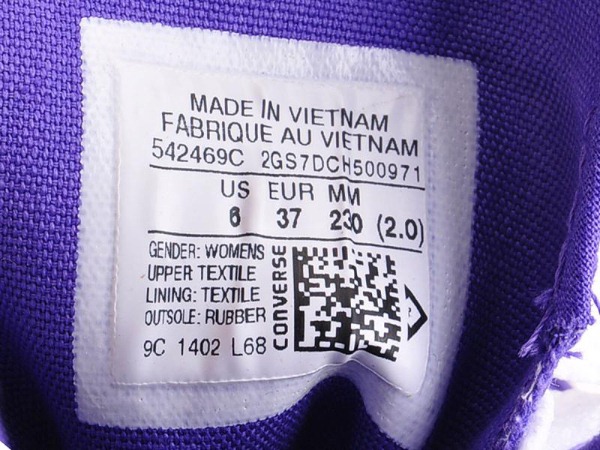 MADE IN VIETNAM
FABRIQUE AU VIETNAM
542469C 2GS7DCH500971
US EUR MM
6 37 230 (2.0)
GENDER: WOMENS
UPPER TEXTILE
LINING: TEXTILE
OUTSOLE: RUBBER
CONVERSE
9C 1402 L68